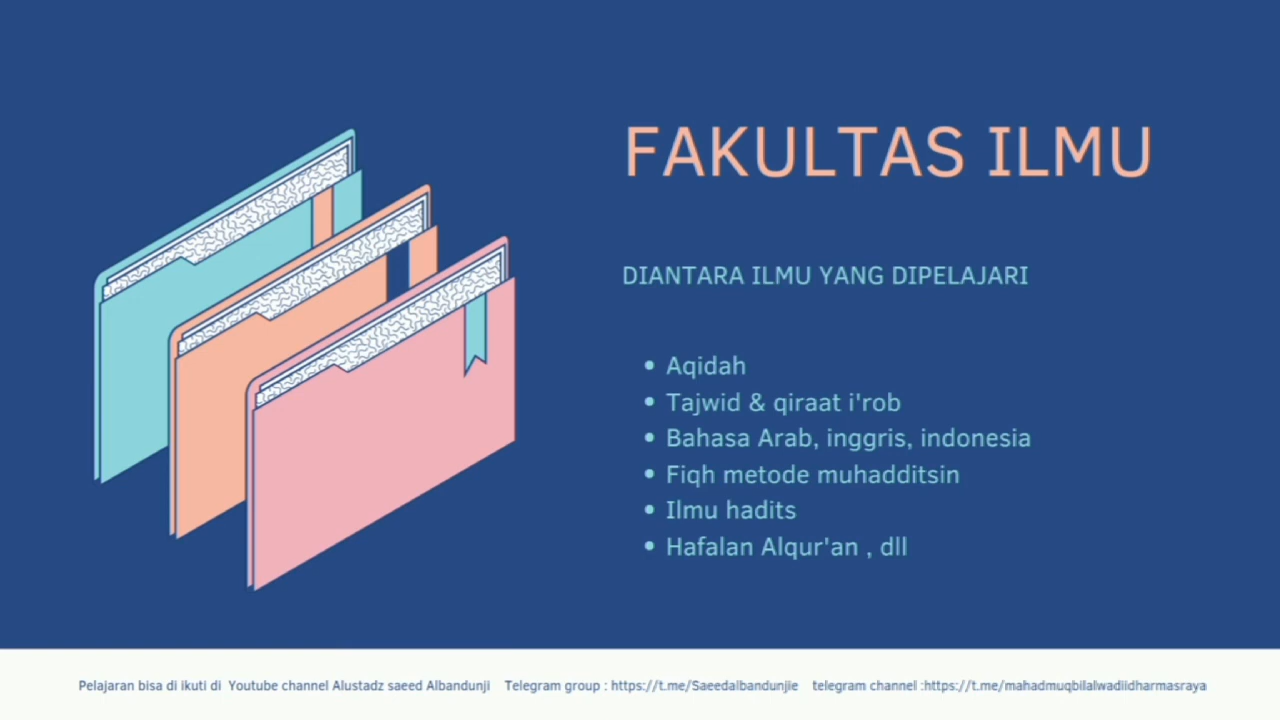 FAKULTAS ILMU
DIANTARA ILMU YANG DIPELAJARI
• Aqidah
• Tajwid & qiraat i'rob
• Bahasa Arab, inggris, indonesia
• Fiqh metode muhadditsin
• Ilmu hadits
• Hafalan Alqur'an , dll
Pelajaran bisa di ikuti di Youtube channel Alustadz saeed Albandunji Telegram group : https://t.me/Saeedalbandunjie telegram channel :https://t.me/mahadmuqbilalwadiidharmasraya